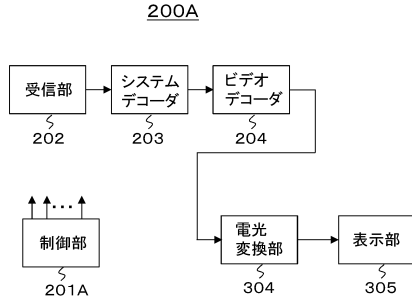 200A
受信部
システム
デコーダ
ビデオ
デコーダ
202
203
204
制御部
201A
電光
変換部
表示部
304
305